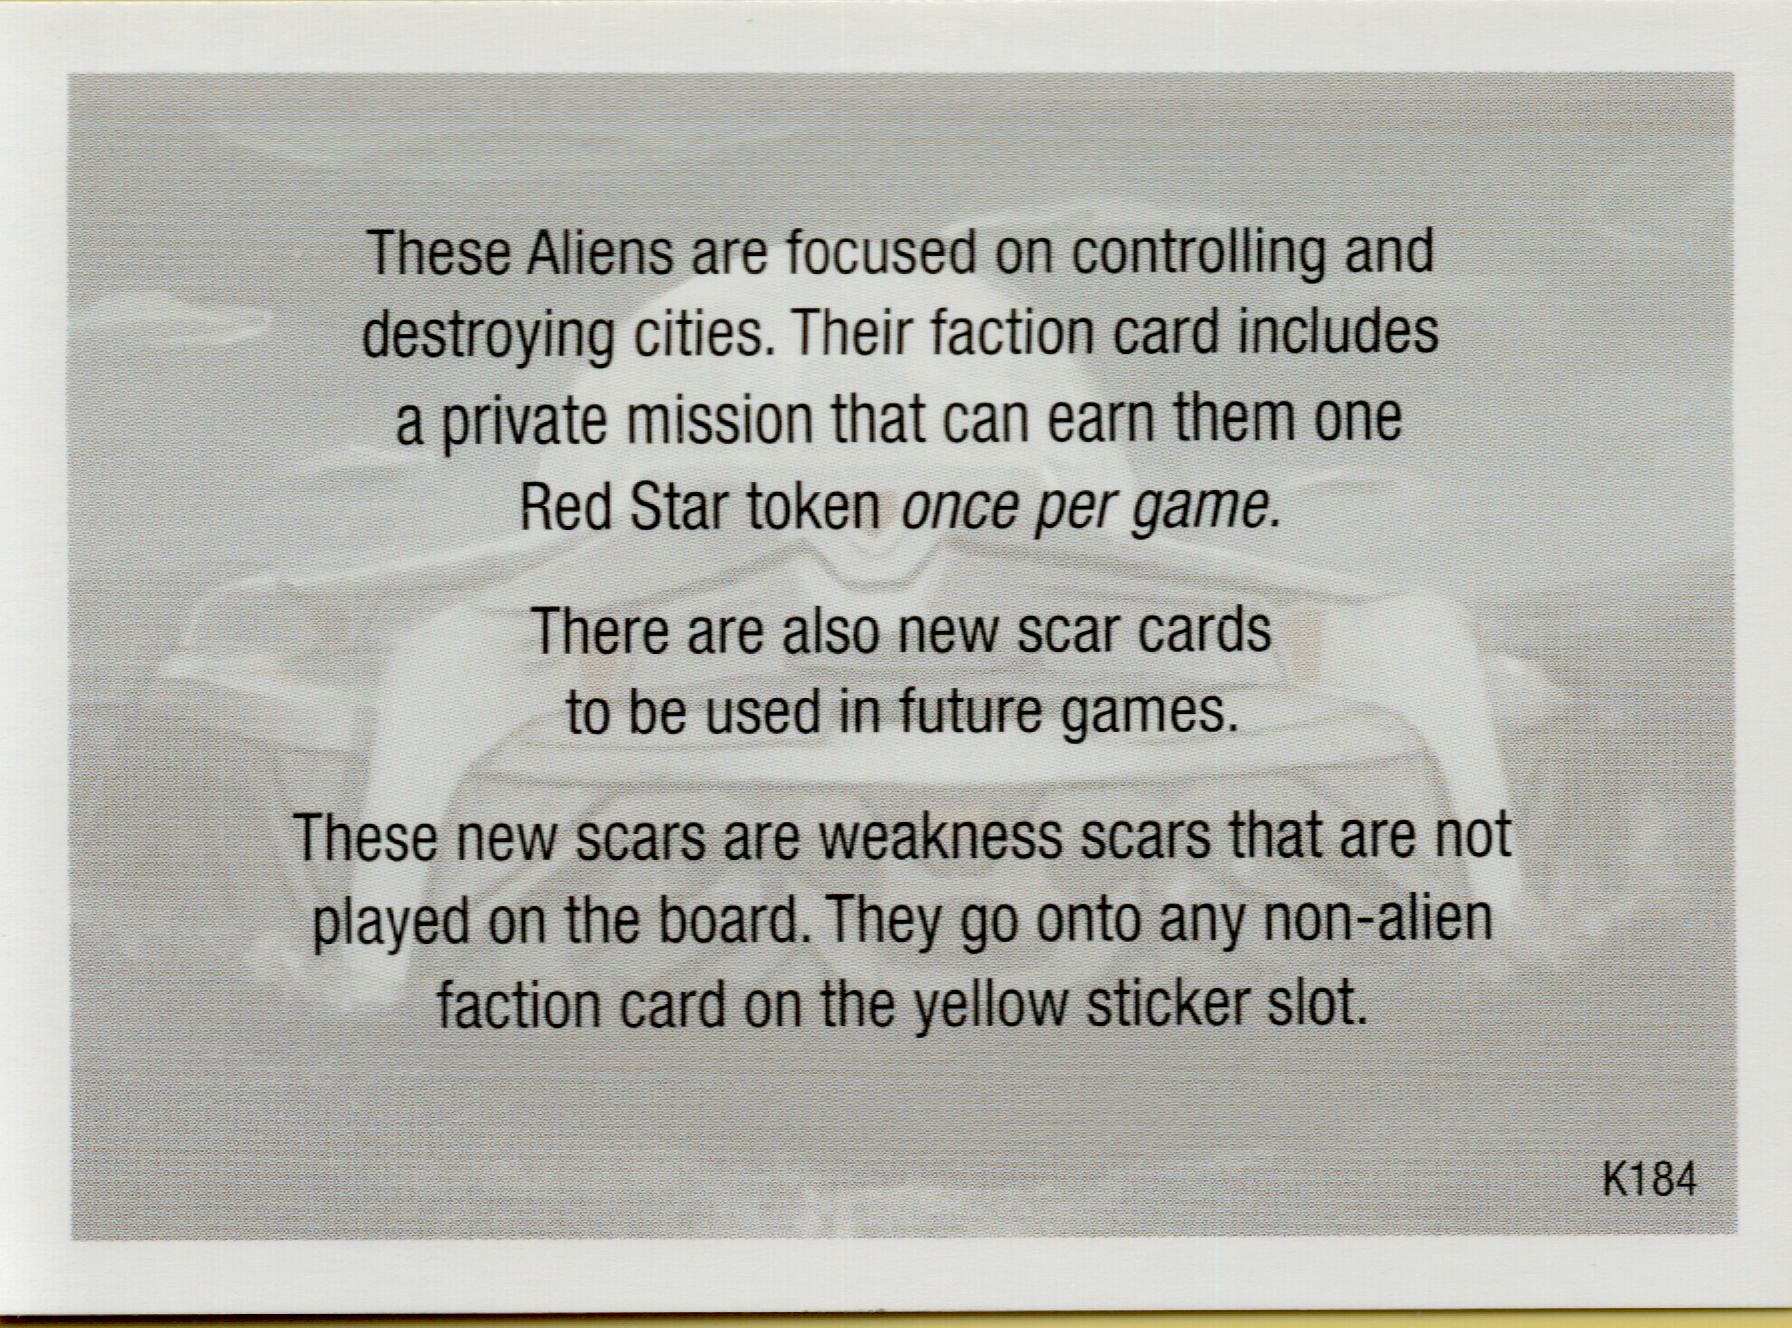 These Aliens are focused on controlling and
destroying cities. Their faction card includes
a private mission that can earn them one
Red Star token once per game.
There are also new scar cards
to be used in future games.
These new scars are weakness scars that are not
played on the board. They go onto any non-alien
faction card on the yellow sticker slot.
K184